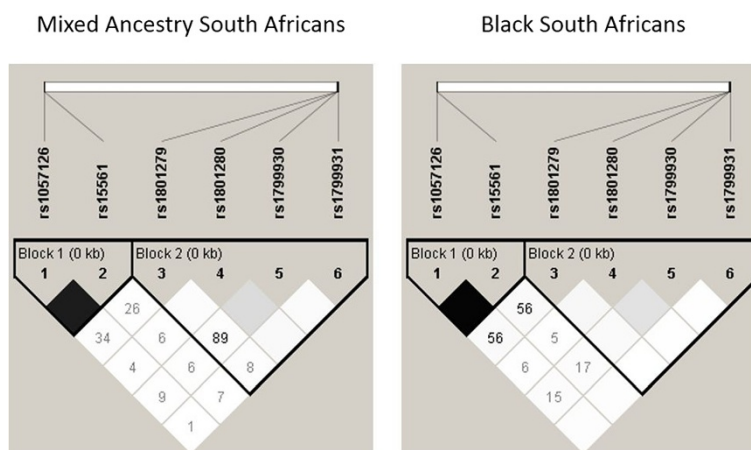 Mixed Ancestry South Africans
rs1057126
rs15561
rs1801279
rs1801280
rs1799930
rs1799931
Block 1 (0 kb) Block 2 (0 kb)
1 2 3 4 5 6
26
34 6 89
4 6 8
9 7
1
Black South Africans
rs1057126
rs15561
rs1801279
rs1801280
rs1799930
rs1799931
Block 1 (0 kb) Block 2 (0 kb)
1 2 3 4 5 6
56
56 5
6 17
15